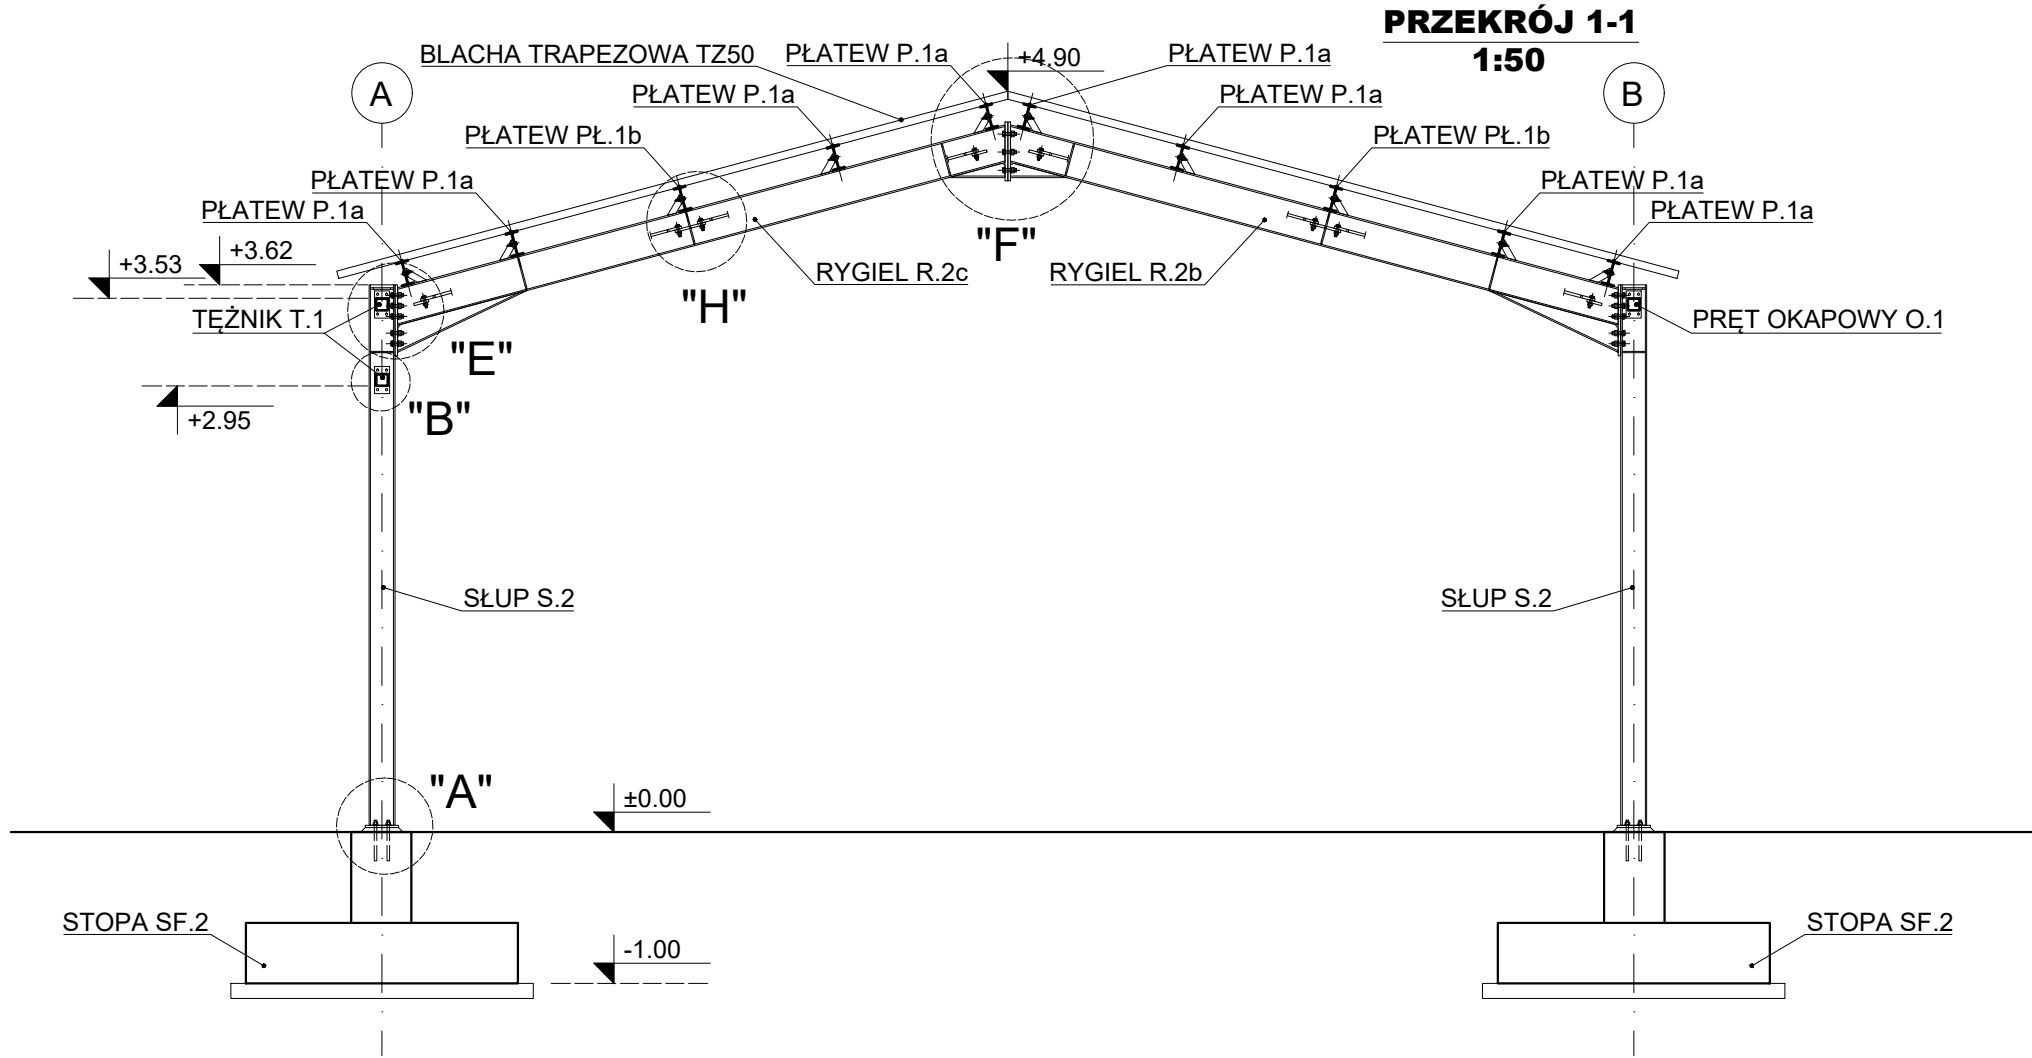 PRZEKRÓJ 1-1
1:50
BLACHA TRAPEZOWA TZ50
PŁATEW P.1a
+4.90
PŁATEW P.1a
A
B
PŁATEW P.1a
PŁATEW P.1a
PŁATEW PŁ.1b
PŁATEW PŁ.1b
PŁATEW P.1a
PŁATEW P.1a
PŁATEW P.1a
PŁATEW P.1a
"F"
+3.53
+3.62
RYGIEL R.2c
RYGIEL R.2b
"H"
TĘŻNIK T.1
PRĘT OKAPOWY O.1
"E"
+2.95
"B"
SŁUP S.2
SŁUP S.2
"A"
±0.00
STOPA SF.2
STOPA SF.2
-1.00